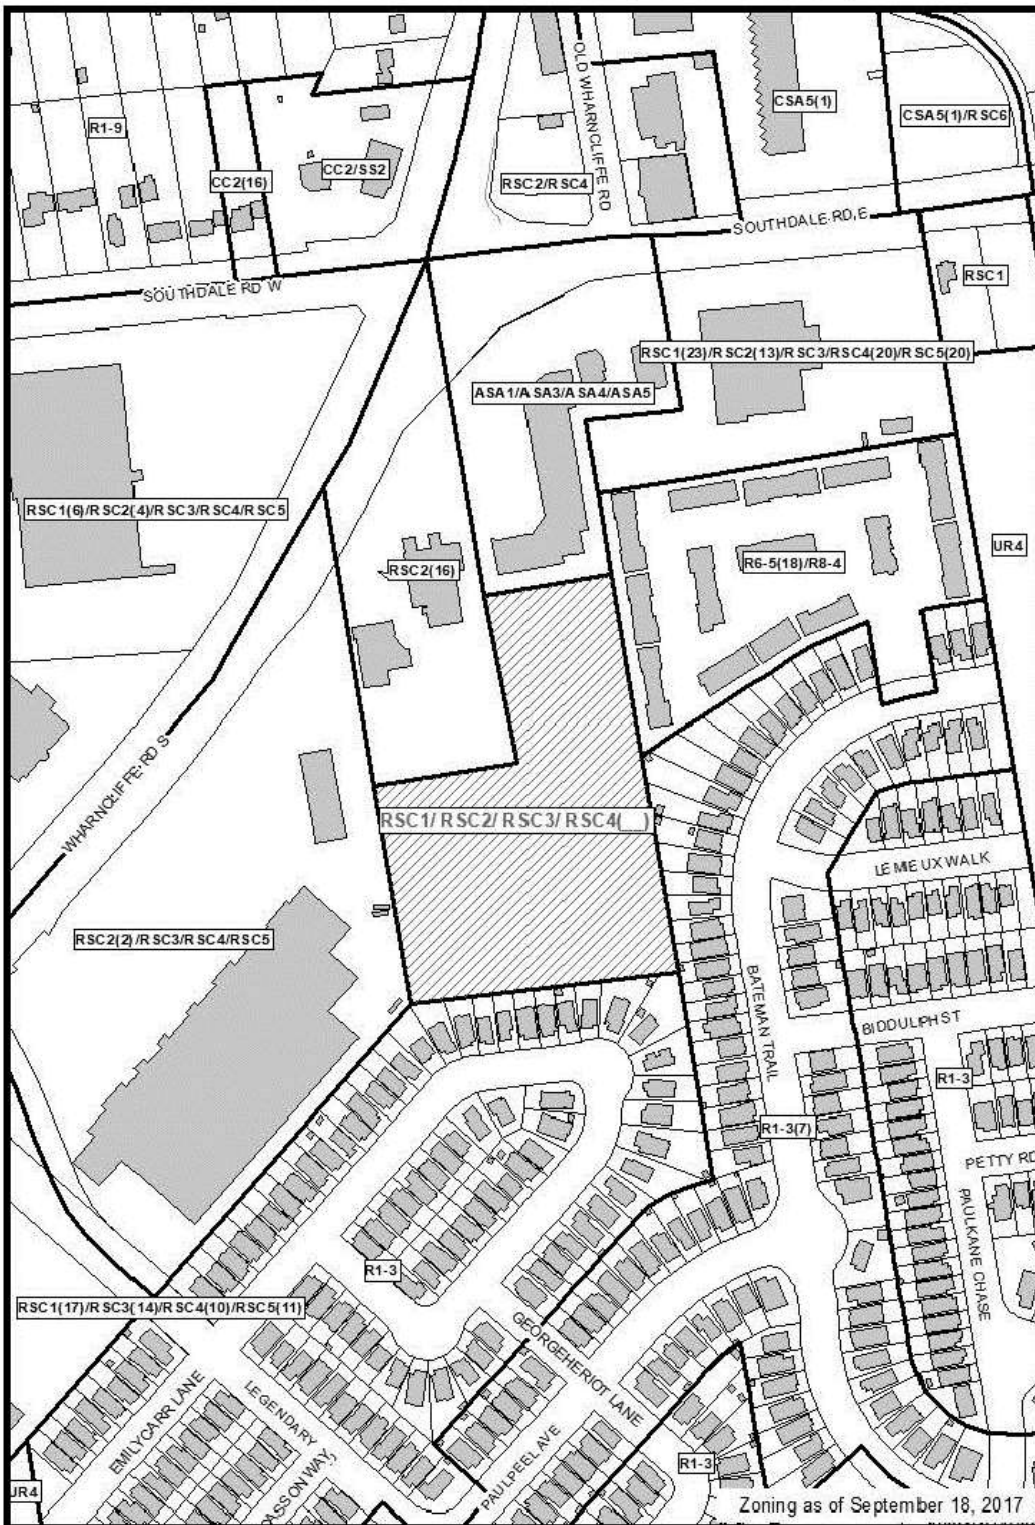 OLD WHARNCLIFFE RD
CSA5(1)
CSA5(1)/RSC6
R1-9
CC2/SS2
CC2(16)
RSC2/RSC4
SOUTHDALE RD E
RSC1
SOUTHDALE RD W
RSC1(23)/RSC2(13)/RSC3/RSC4(20)/RSC5(20)
ASA1/ASA3/ASA4/ASA5
RSC1(6)/RSC2(4)/RSC3/RSC4/RSC5
UR4
RSC2(16)
R6-5(18)/R8-4
WHARNCLIFFE RD S
RSC1/ RSC2/ RSC3/ RSC4(__)
LEMIEUX WALK
RSC2(2)/RSC3/RSC4/RSC5
BATEMAN TRAIL
BIDDULPH ST
R1-3
R1-3(7)
PETTY RD
PAULKANE CHASE
R1-3
RSC1(17)/RSC3(14)/RSC4(10)/RSC5(11)
GEORGEHERIOT LANE
EMILYCARR LANE
LEGENDARY
PAULPEEL AVE
R1-3
UR4
ASSON WAY
Zoning as of September 18, 2017